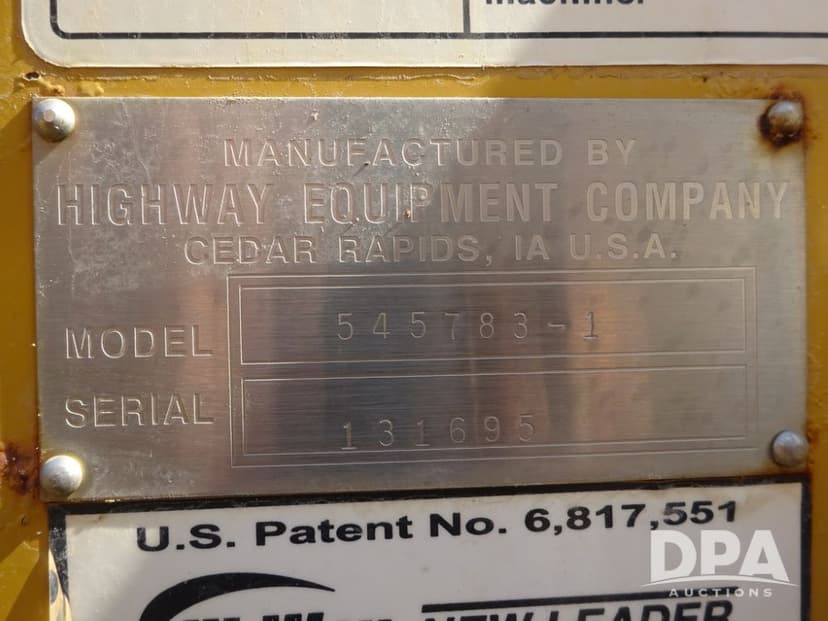 machine.
MANUFACTURED BY
HIGHWAY EQUIPMENT COMPANY
CEDAR RAPIDS, IA U.S.A.
MODEL 545783-1
SERIAL 131695
U.S. Patent No. 6,817,551
NEW LEADER
DPA
AUCTIONS